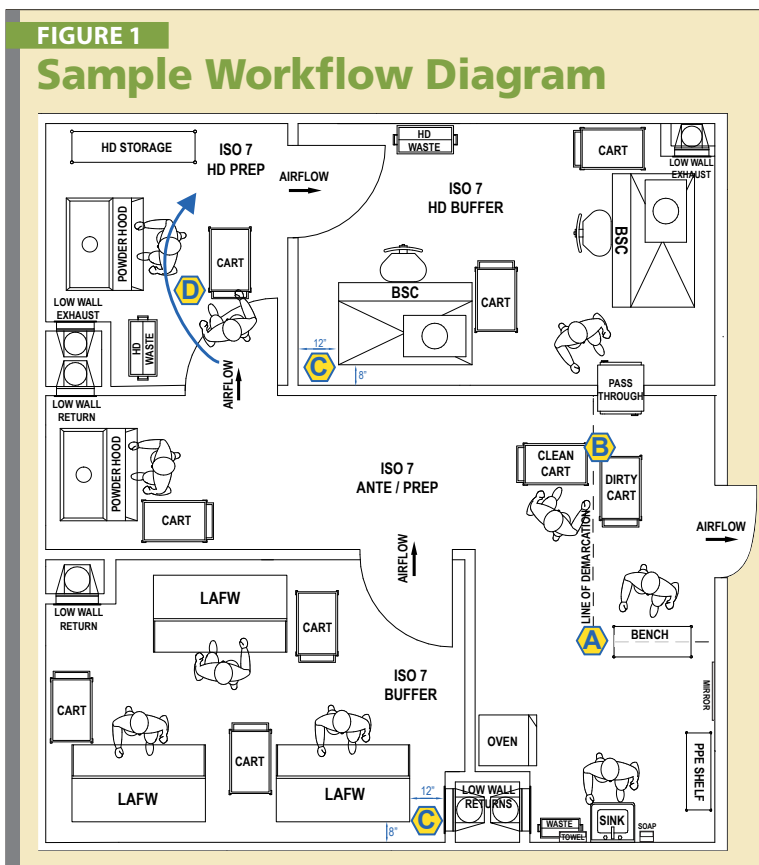 FIGURE 1
Sample Workflow Diagram
HD STORAGE
ISO 7
HD PREP
AIRFLOW
POWDER HOOD
CART
D
LOW WALL
EXHAUST
HD
WASTE
LOW WALL
RETURN
AIRFLOW
HD
WASTE
ISO 7
HD BUFFER
CART
LOW WALL
EXHAUST
BSC
BSC
CART
12"
C
8"
PASS
THROUGH
POWDER HOOD
CART
ISO 7
ANTE / PREP
CLEAN
CART
B
DIRTY
CART
LINE OF DEMARCATION
AIRFLOW
AIRFLOW
A
BENCH
MIRROR
PPE SHELF
LOW WALL
RETURN
LAFW
CART
ISO 7
BUFFER
CART
CART
LAFW
LAFW
12"
C
8"
OVEN
LOW WALL
RETURNS
WASTE
TOWEL
SINK
SOAP